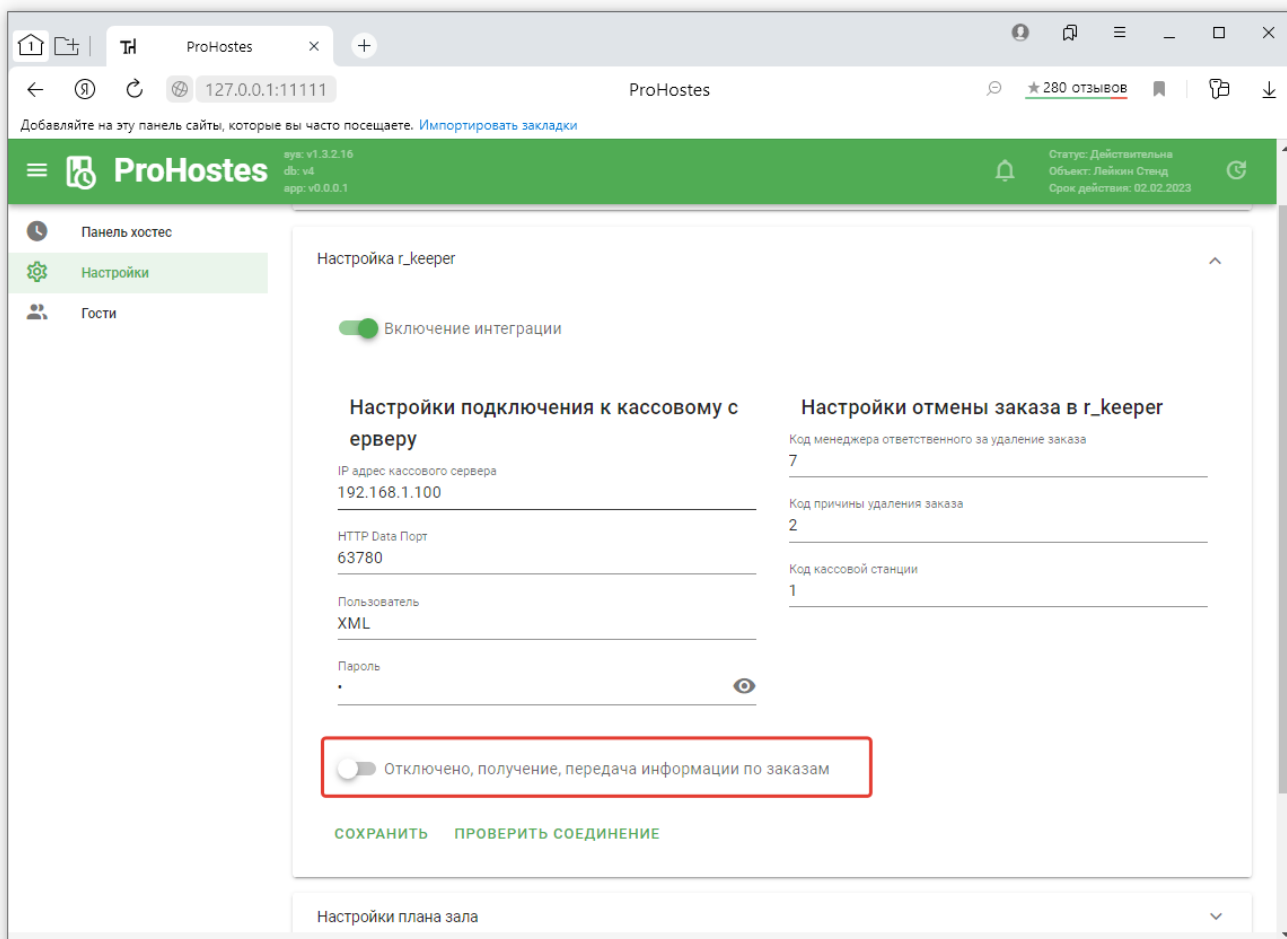 1
TH
ProHostes
Я
127.0.0.1:11111
ProHostes
280 отзывов
Добавляйте на эту панель сайты, которые вы часто посещаете. Импортировать закладки
ProHostes
sys: v1.3.2.16
db: v4
app: v0.0.0.1
Статус: Действительна
Объект: Лейкин Стенд
Срок действия: 02.02.2023
Панель хостес
Настройки
Гости
Настройка r_keeper
Включение интеграции
Настройки подключения к кассовому с
ерверу
IP адрес кассового сервера
192.168.1.100
HTTP Data Порт
63780
Пользователь
XML
Пароль
•
Настройки отмены заказа в r_keeper
Код менеджера ответственного за удаление заказа
7
Код причины удаления заказа
2
Код кассовой станции
1
Отключено, получение, передача информации по заказам
СОХРАНИТЬ ПРОВЕРИТЬ СОЕДИНЕНИЕ
Настройки плана зала